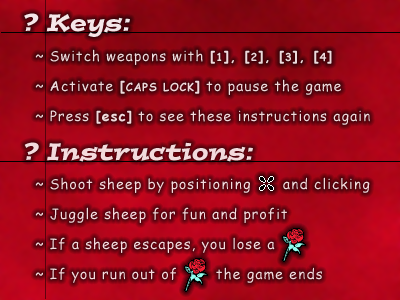 ? Keys:
~ Switch weapons with [1], [2], [3], [4]
~ Activate [CAPS LOCK] to pause the game
~ Press [esc] to see these instructions again
? Instructions:
~ Shoot sheep by positioning and clicking
~ Juggle sheep for fun and profit
~ If a sheep escapes, you lose a
~ If you run out of the game ends